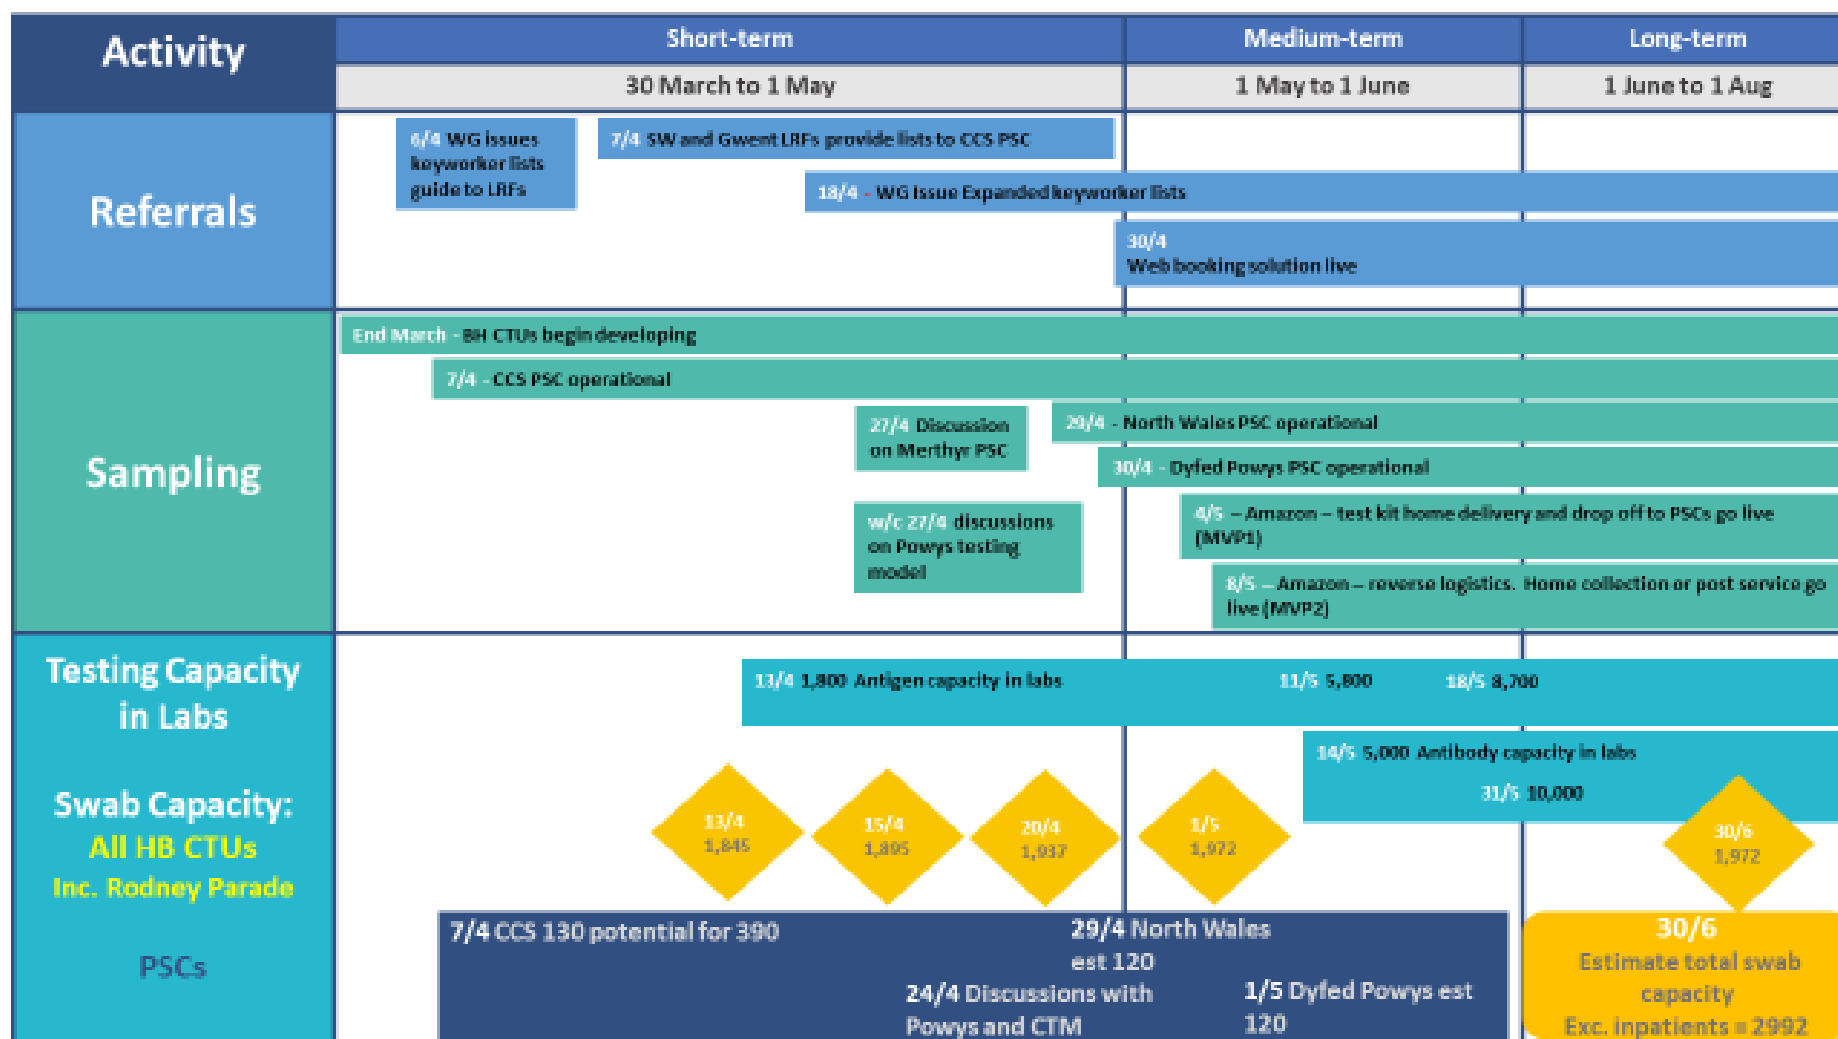 Activity
Short-term
Medium-term
Long-term
30 March to 1 May
1 May to 1 June
1 June to 1 Aug
Referrals
6/4 WG issues
keyworker lists
guide to LRFs
7/4 SW and Gwent LRFs provide lists to CCS PSC
18/4 - WG Issue Expanded keyworker lists
30/4
Web booking solution live
Sampling
End March - BH CTUs begin developing
7/4 - CCS PSC operational
27/4 Discussion
on Merthyr PSC
29/4 - North Wales PSC operational
30/4 - Dyfed Powys PSC operational
w/c 27/4 discussions
on Powys testing
model
4/5 – Amazon – test kit home delivery and drop off to PSCs go live
(MVP1)
8/5 – Amazon – reverse logistics. Home collection or post service go
live (MVP2)
Testing Capacity
in Labs
Swab Capacity:
All HB CTUs
Inc. Rodney Parade
PSCs
13/4 1,800 Antigen capacity in labs
11/5 5,800
18/5 8,700
14/5 5,000 Antibody capacity in labs
31/5 10,000
13/4
1,845
15/4
1,895
20/4
1,937
1/5
1,972
30/6
1,972
7/4 CCS 130 potential for 390
29/4 North Wales
est 120
24/4 Discussions with
Powys and CTM
1/5 Dyfed Powys est
120
30/6
Estimate total swab
capacity
Exc. inpatients = 2992